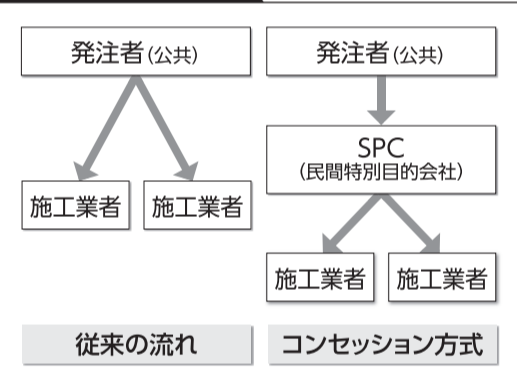 発注者(公共)
施工業者
施工業者
従来の流れ
発注者(公共)
SPC
(民間特別目的会社)
施工業者
施工業者
コンセッション方式